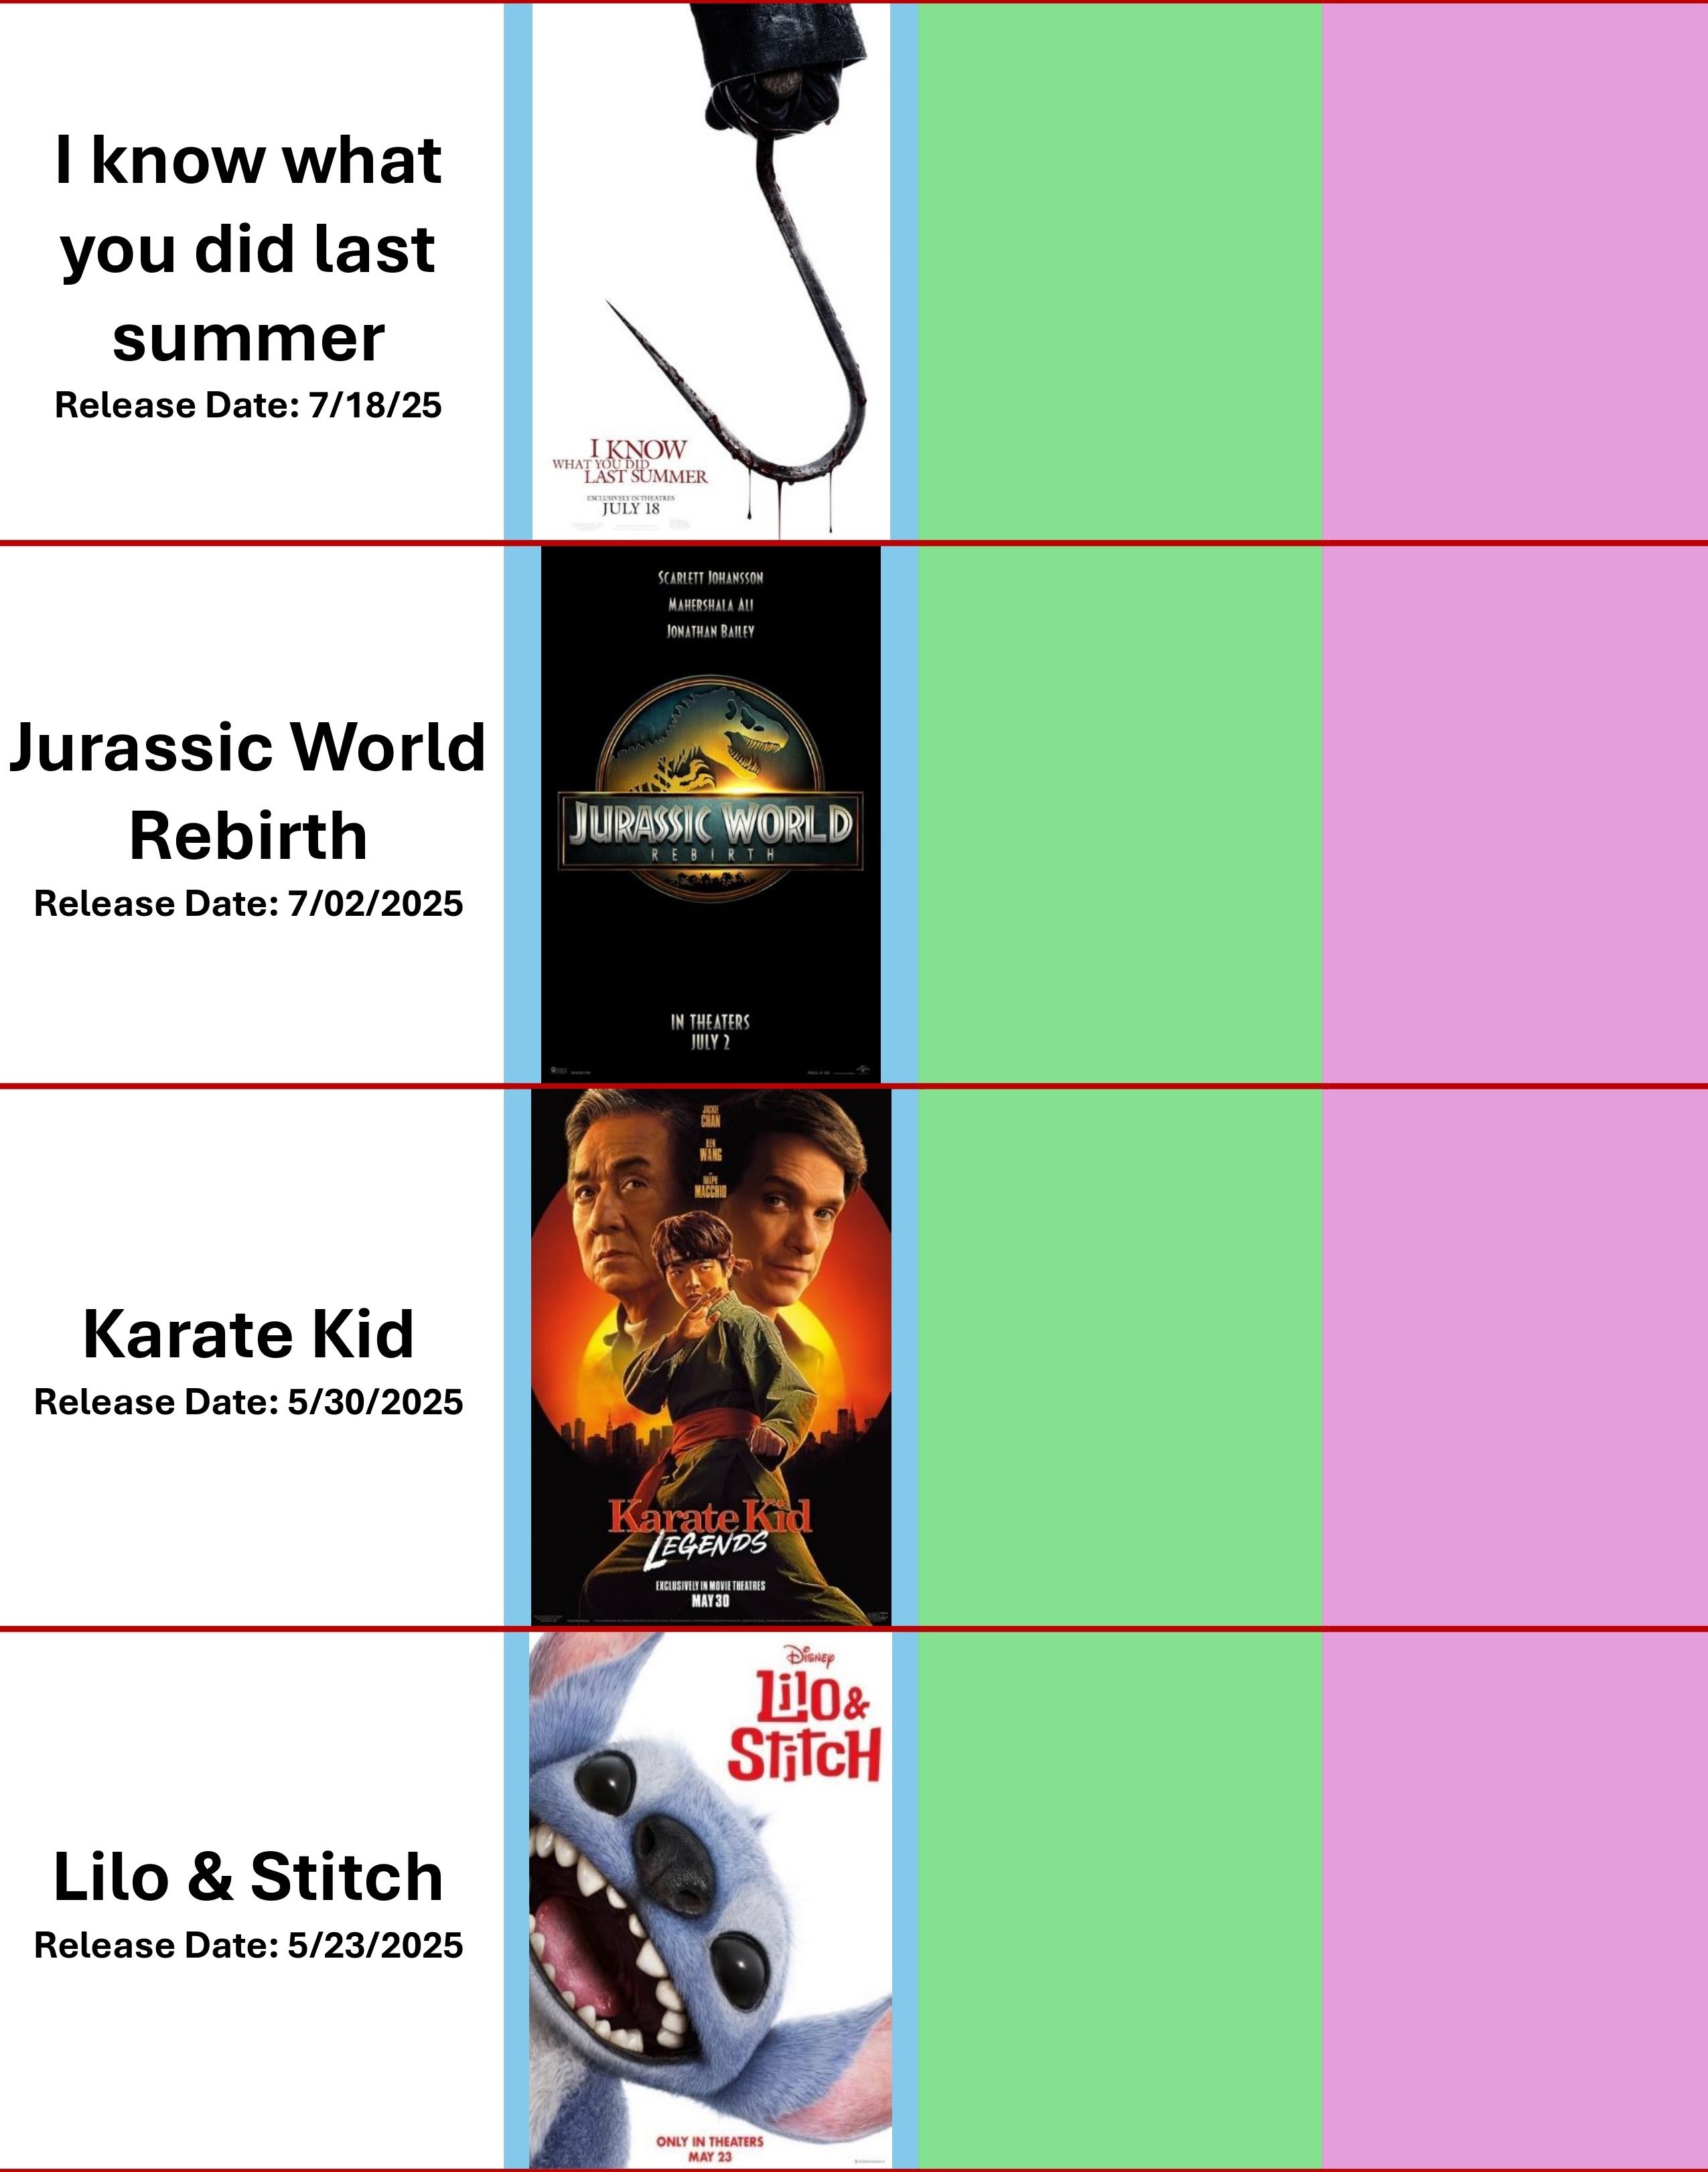 I know what
you did last
summer
Release Date: 7/18/25
I KNOW
WHAT YOU DID
LAST SUMMER
EXCLUSIVELY IN THEATRES
JULY 18
SCARLETT JOHANSSON
MAHERSHALA ALI
JONATHAN BAILEY
Jurassic World
Rebirth
Release Date: 7/02/2025
JURASSIC WORLD
REBIRTH
IN THEATERS
JULY 2
JACKIE
CHAN
BEN
WANG
RALPH
MACCHIO
Karate Kid
Release Date: 5/30/2025
Karate Kid
LEGENDS
EXCLUSIVELY IN MOVIE THEATRES
MAY 30
DISNEY
LiLO &
STiTCH
Lilo & Stitch
Release Date: 5/23/2025
ONLY IN THEATERS
MAY 23